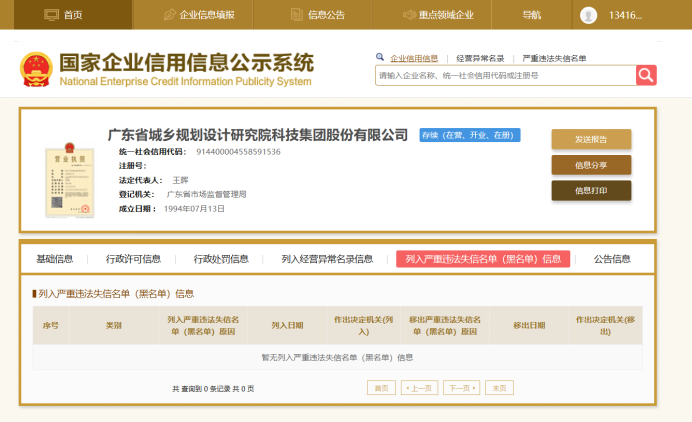 首页 企业信息填报 信息公告 重点领域企业 导航 13416...
国家企业信用信息公示系统
National Enterprise Credit Information Publicity System
企业信用信息 | 经营异常名录 | 严重违法失信名单
请输入企业名称、统一社会信用代码或注册号
广东省城乡规划设计研究院科技集团股份有限公司 存续（在营、开业、在册）
统一社会信用代码： 914400004558591536
注册号：
法定代表人： 王辉
登记机关： 广东省市场监督管理局
成立日期： 1994年07月13日
营业执照
发送报告
信息分享
信息打印
基础信息 | 行政许可信息 | 行政处罚信息 | 列入经营异常名录信息 列入严重违法失信名单（黑名单）信息 公告信息
列入严重违法失信名单（黑名单）信息
序号 类别 列入严重违法失信名单（黑名单）原因 列入日期 作出决定机关(列入) 移出严重违法失信名单（黑名单）原因 移出日期 作出决定机关(移出)
暂无列入严重违法失信名单（黑名单）信息
共 查询到 0 条记录 共 0 页 首页 上一页 下一页 末页